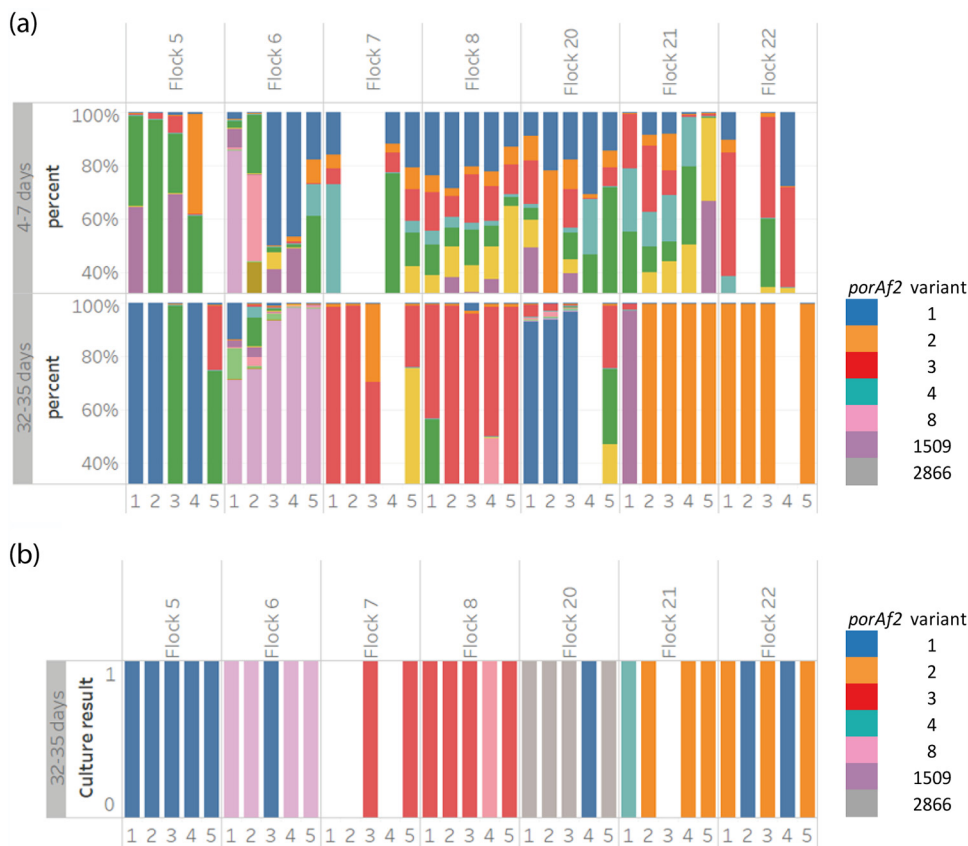 (a)
Flock 5 Flock 6 Flock 7 Flock 8 Flock 20 Flock 21 Flock 22
4-7 days
percent
100%
80%
60%
40%
32-35 days
percent
100%
80%
60%
40%
1 2 3 4 5 1 2 3 4 5 1 2 3 4 5 1 2 3 4 5 1 2 3 4 5 1 2 3 4 5 1 2 3 4 5
porAf2 variant
1
2
3
4
8
1509
2866
(b)
Flock 5 Flock 6 Flock 7 Flock 8 Flock 20 Flock 21 Flock 22
32-35 days
Culture result
1
0
1 2 3 4 5 1 2 3 4 5 1 2 3 4 5 1 2 3 4 5 1 2 3 4 5 1 2 3 4 5 1 2 3 4 5
porAf2 variant
1
2
3
4
8
1509
2866